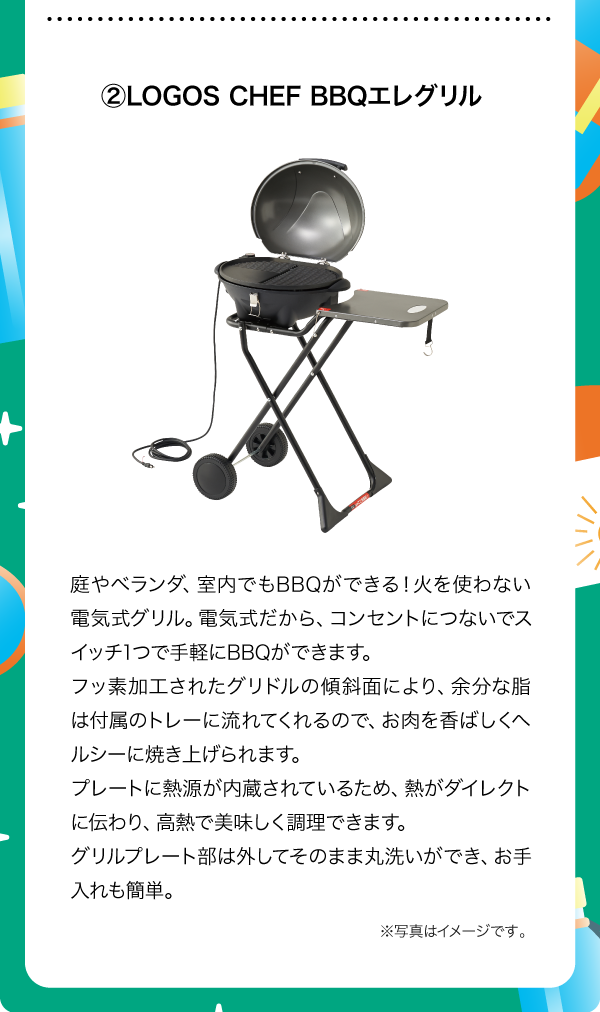 ②LOGOS CHEF BBQエレグリル
庭やベランダ、室内でもBBQができる！火を使わない
電気式グリル。電気式だから、コンセントにつないでス
イッチ1つで手軽にBBQができます。
フッ素加工されたグリドルの傾斜面により、余分な脂
は付属のトレーに流れてくれるので、お肉を香ばしくヘ
ルシーに焼き上げられます。
プレートに熱源が内蔵されているため、熱がダイレクト
に伝わり、高熱で美味しく調理できます。
グリルプレート部は外してそのまま丸洗いができ、お手
入れも簡単。
※写真はイメージです。